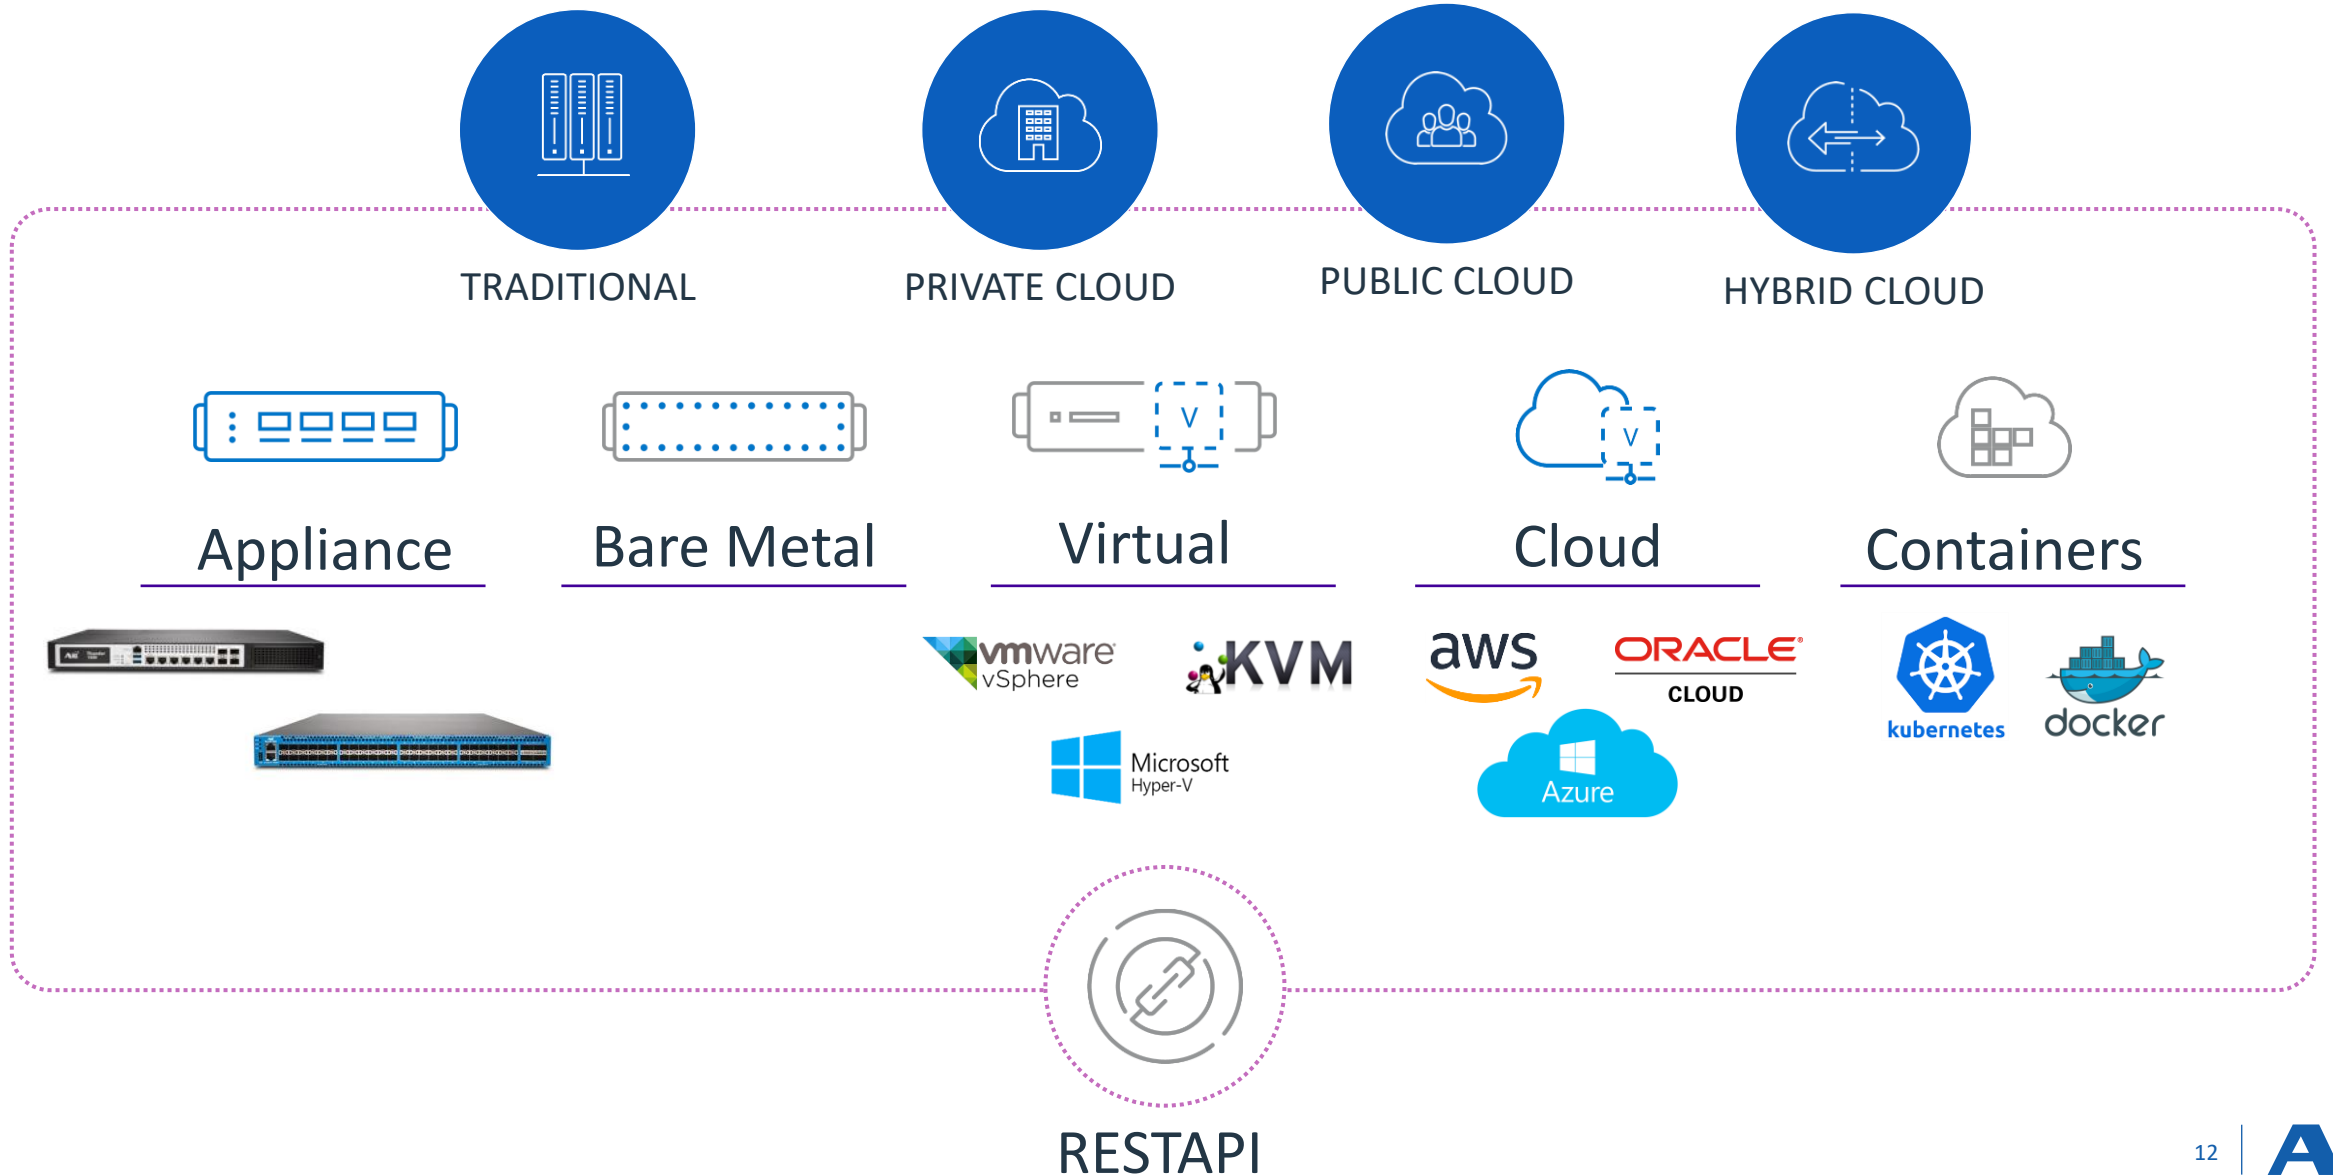 TRADITIONAL
PRIVATE CLOUD
PUBLIC CLOUD
HYBRID CLOUD
V
V
Appliance
Bare Metal
Virtual
Cloud
Containers
vmware
vSphere
KVM
aws
ORACLE
CLOUD
kubernetes
docker
Microsoft
Hyper-V
Azure
RESTAPI
12